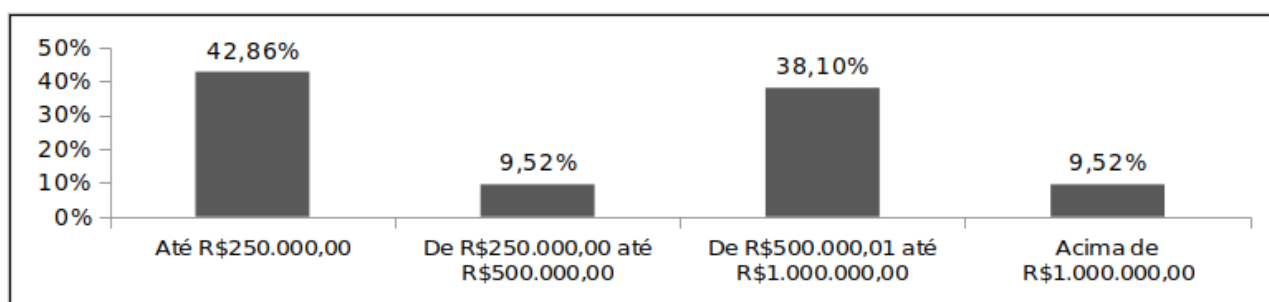 50%
40%
30%
20%
10%
0%
42,86%
9,52%
38,10%
9,52%
Até R$250.000,00
De R$250.000,00 até
R$500.000,00
De R$500.000,01 até
R$1.000.000,00
Acima de
R$1.000.000,00